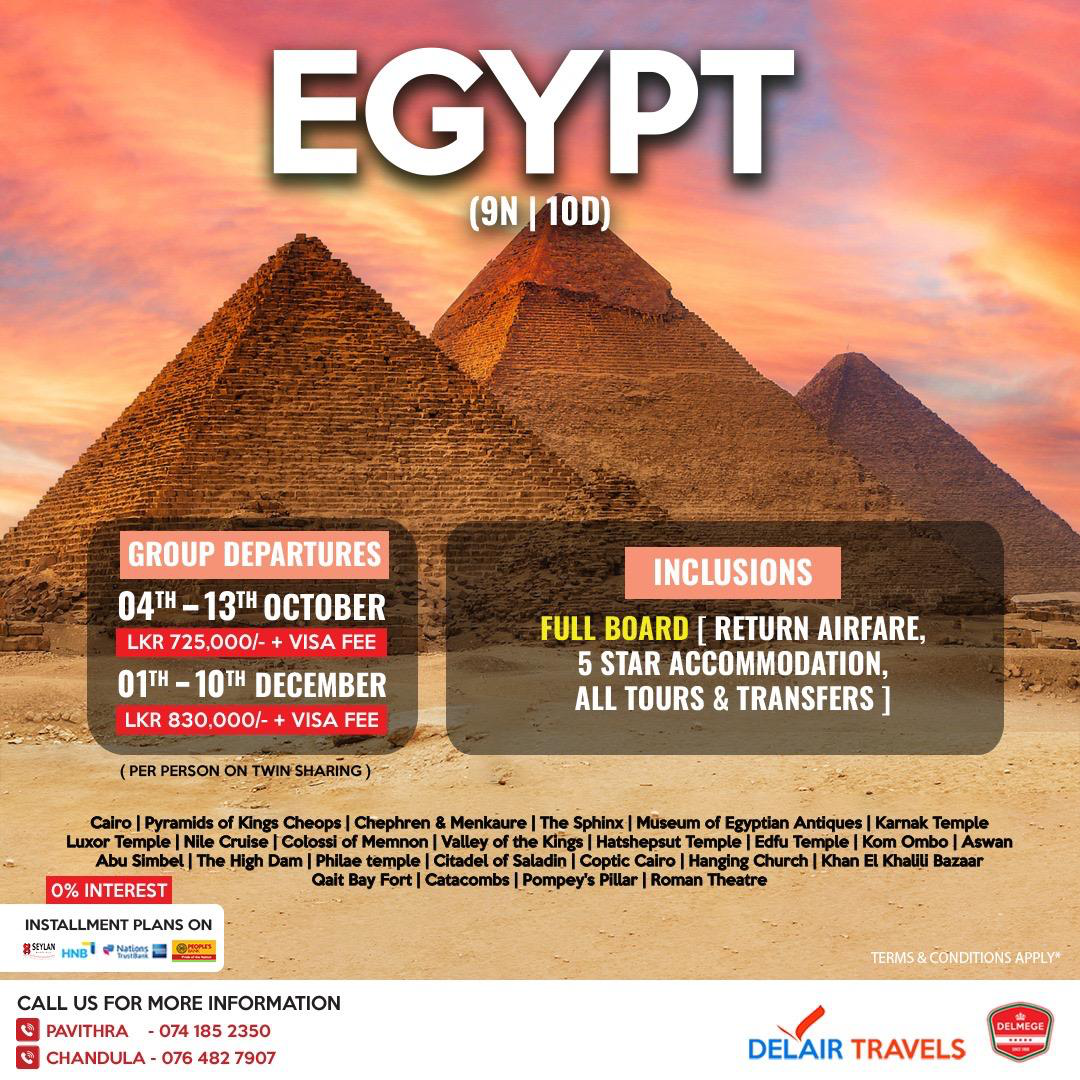 EGYPT
(9N | 10D)
GROUP DEPARTURES
04TH – 13TH OCTOBER
LKR 725,000/- + VISA FEE
01TH – 10TH DECEMBER
LKR 830,000/- + VISA FEE
( PER PERSON ON TWIN SHARING )
INCLUSIONS
FULL BOARD [ RETURN AIRFARE,
5 STAR ACCOMMODATION,
ALL TOURS & TRANSFERS ]
Cairo | Pyramids of Kings Cheops | Chephren & Menkaure | The Sphinx | Museum of Egyptian Antiques | Karnak Temple
Luxor Temple | Nile Cruise | Colossi of Memnon | Valley of the Kings | Hatshepsut Temple | Edfu Temple | Kom Ombo | Aswan
Abu Simbel | The High Dam | Philae temple | Citadel of Saladin | Coptic Cairo | Hanging Church | Khan El Khalili Bazaar
Qait Bay Fort | Catacombs | Pompey's Pillar | Roman Theatre
0% INTEREST
INSTALLMENT PLANS ON
SEYLAN
HNB
Nations
TrustBank
PEOPLE'S
BANK
Pride of the Nation
TERMS & CONDITIONS APPLY*
CALL US FOR MORE INFORMATION
PAVITHRA - 074 185 2350
CHANDULA - 076 482 7907
DELAIR TRAVELS
DELMEGE